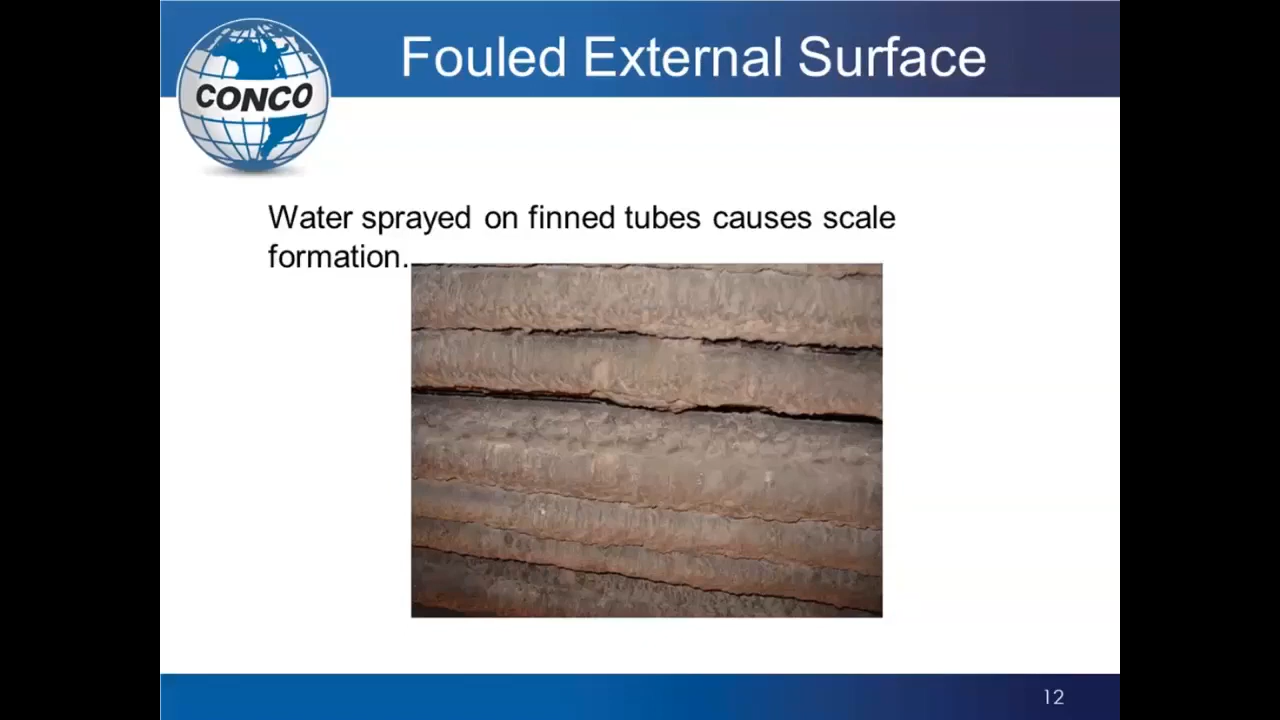 Fouled External Surface
CONCO
Water sprayed on finned tubes causes scale
formation.
12